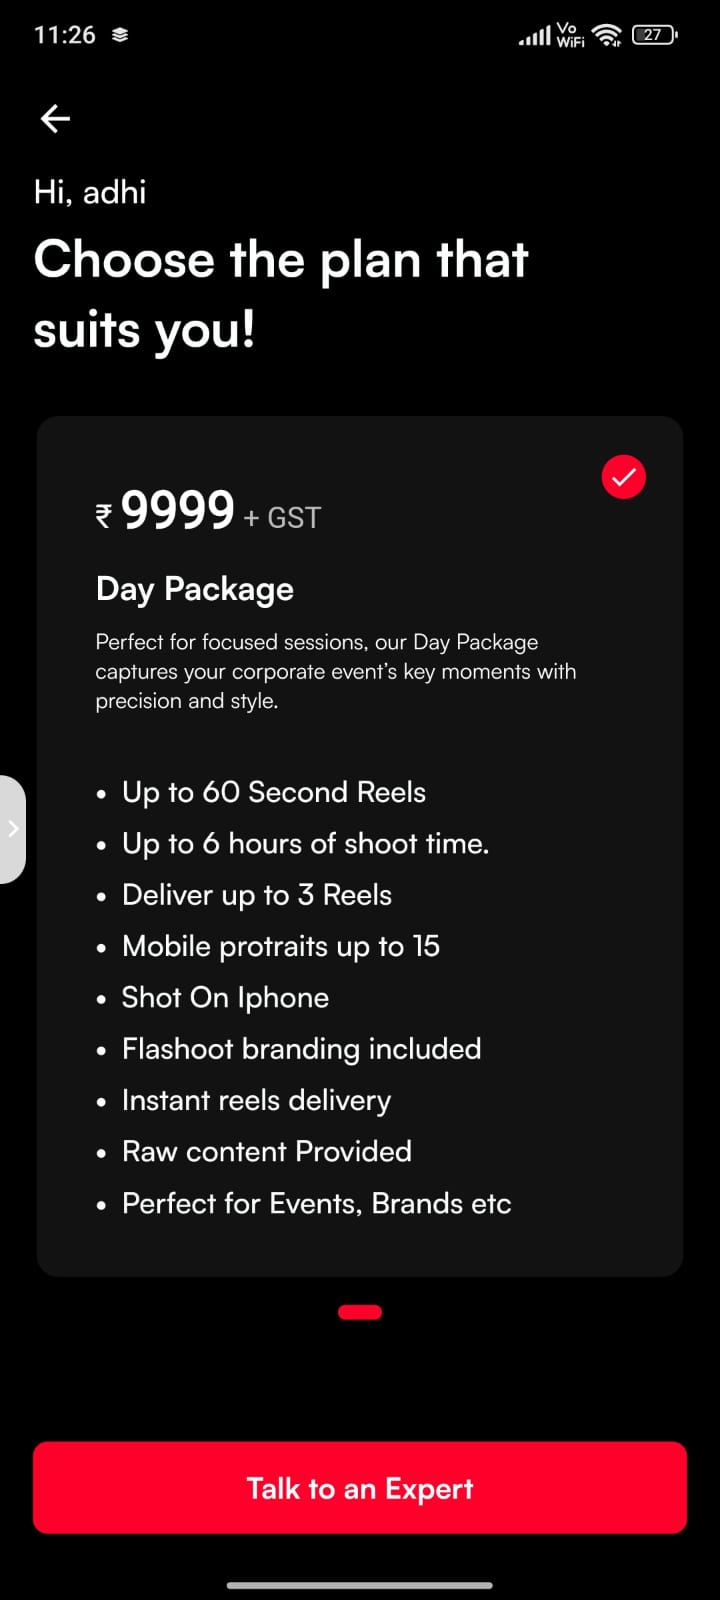 11:26
Vo
WiFi
27
Hi, adhi
Choose the plan that
suits you!
₹ 9999 + GST
Day Package
Perfect for focused sessions, our Day Package
captures your corporate event’s key moments with
precision and style.
• Up to 60 Second Reels
• Up to 6 hours of shoot time.
• Deliver up to 3 Reels
• Mobile protraits up to 15
• Shot On Iphone
• Flashoot branding included
• Instant reels delivery
• Raw content Provided
• Perfect for Events, Brands etc
Talk to an Expert